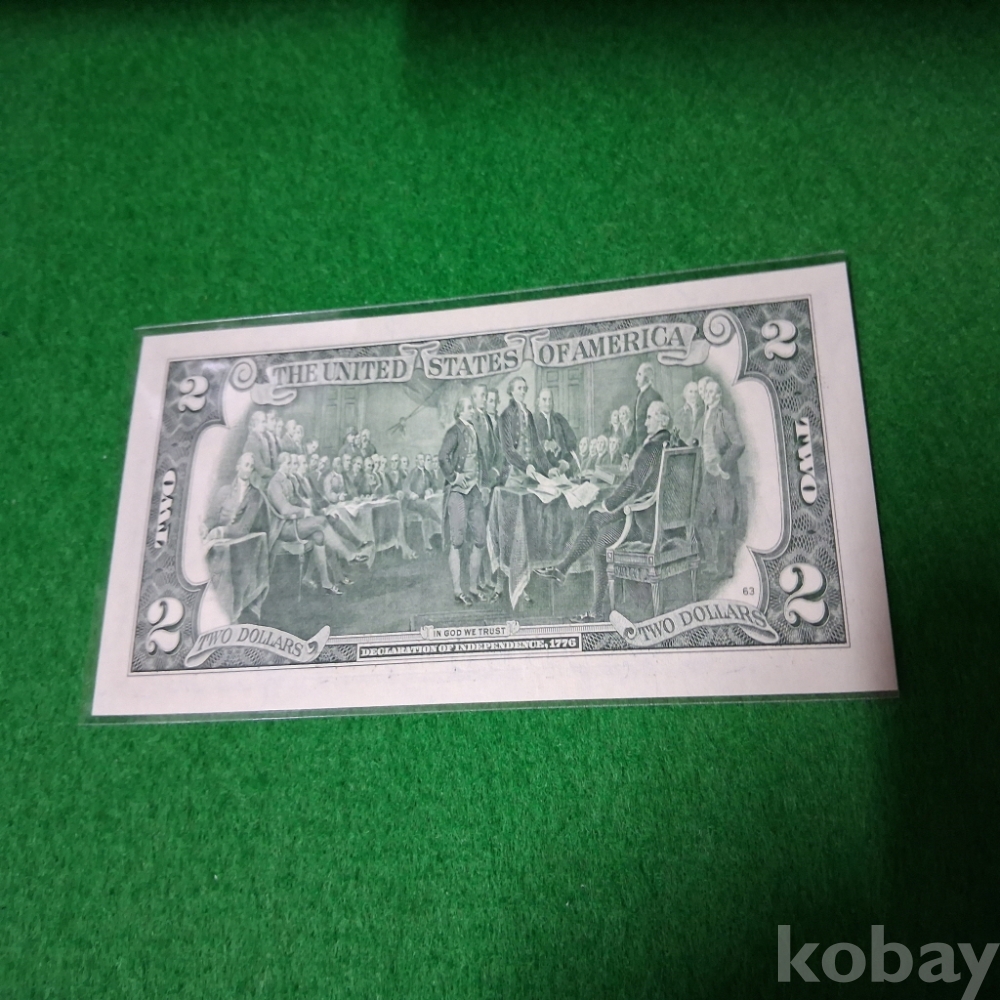 THE UNITED STATES OF AMERICA
2
2
TWO
TWO
63
2
2
TWO DOLLARS
IN GOD WE TRUST
TWO DOLLARS
DECLARATION OF INDEPENDENCE, 1776
kobay